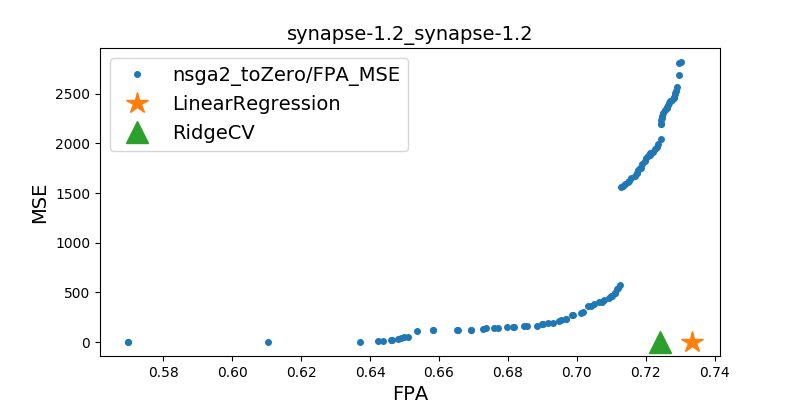 synapse-1.2_synapse-1.2
nsga2_toZero/FPA_MSE
LinearRegression
RidgeCV
MSE
2500
2000
1500
1000
500
0
0.58 0.60 0.62 0.64 0.66 0.68 0.70 0.72 0.74
FPA